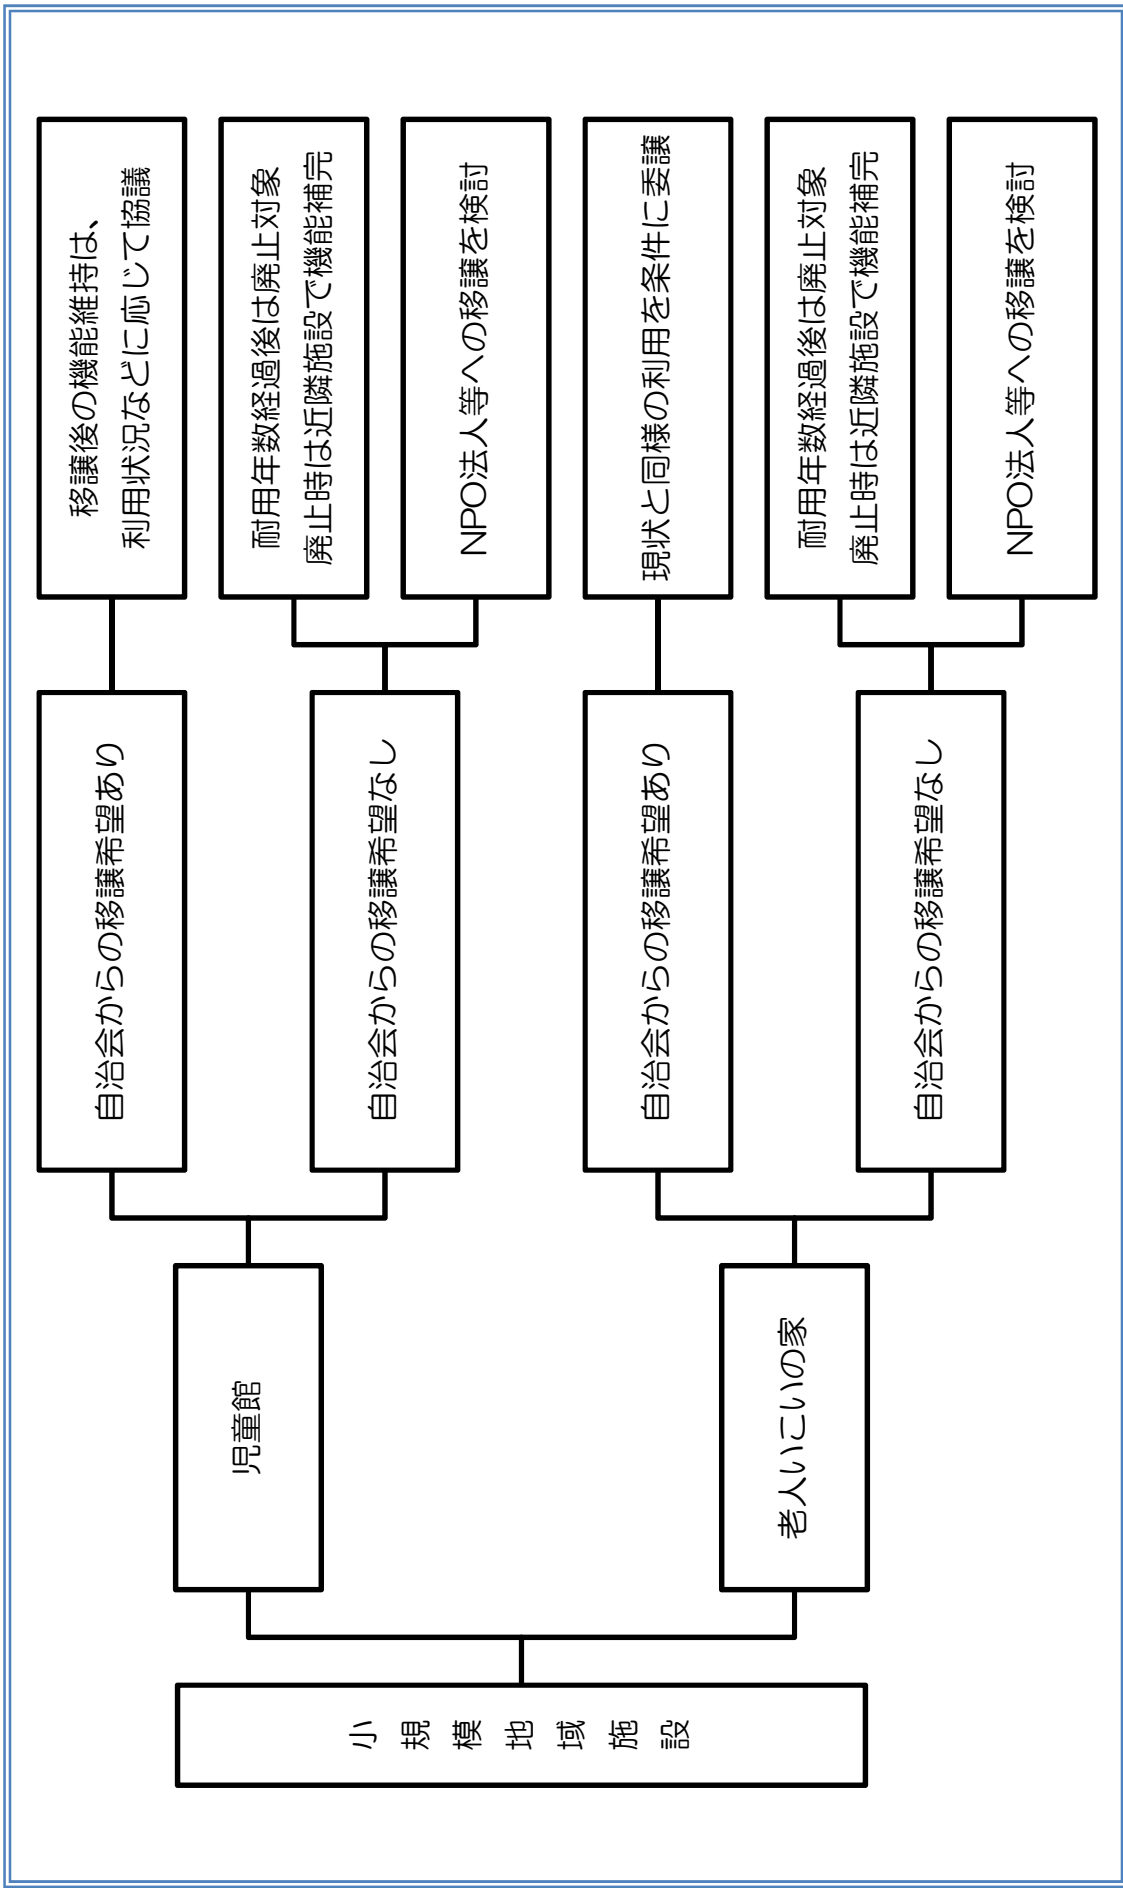 小規模地域施設
児童館
自治会からの移譲希望あり
移譲後の機能維持は、
利用状況などに応じて協議
自治会からの移譲希望なし
耐用年数経過後は廃止対象
廃止時は近隣施設で機能補完
NPO法人等への移譲を検討
老人いこいの家
自治会からの移譲希望あり
現状と同様の利用を条件に委譲
自治会からの移譲希望なし
耐用年数経過後は廃止対象
廃止時は近隣施設で機能補完
NPO法人等への移譲を検討